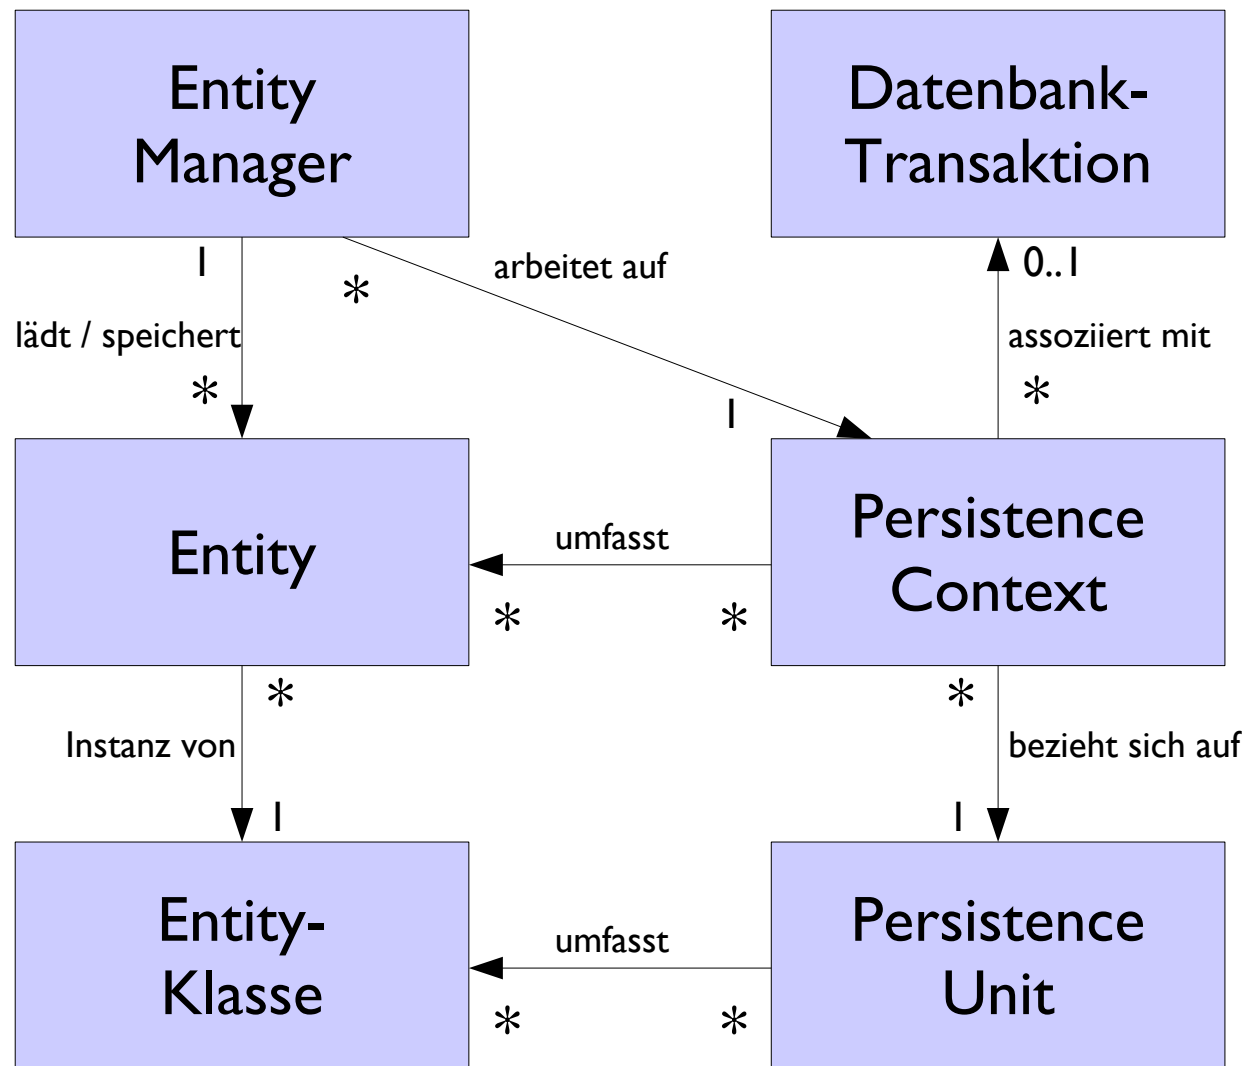 Entity
Manager
Datenbank-
Transaktion
1
*
arbeitet auf
0..1
lädt / speichert
assoziiert mit
*
1
*
Entity
umfasst
Persistence
Context
*
*
*
*
Instanz von
bezieht sich auf
1
1
Entity-
Klasse
umfasst
Persistence
Unit
*
*